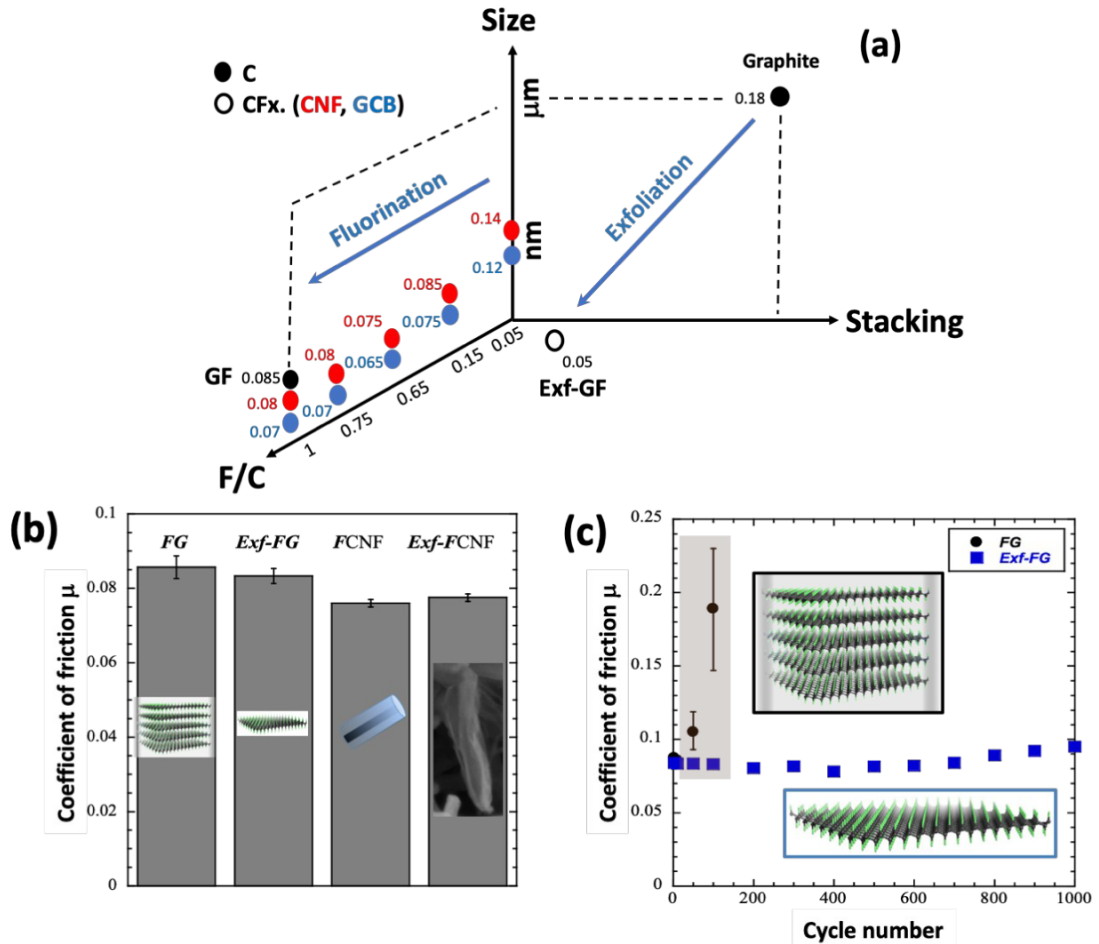 Size
(a)
C
CFx. (CNF, GCB)
Graphite
0.18
μm
Fluorination
Exfoliation
0.14
nm
0.12
0.085
0.075
0.075
0.065
0.08
0.07
GF
0.085
0.08
0.07
0.05
0.15
0.65
0.75
1
F/C
Stacking
0.05
Exf-GF
(b)
Coefficient of friction μ
0.1
0.08
0.06
0.04
0.02
0
FG Exf-FG FCNF Exf-FCNF
(c)
Coefficient of friction μ
0.25
0.2
0.15
0.1
0.05
0
FG
Exf-FG
0 200 400 600 800 1000
Cycle number